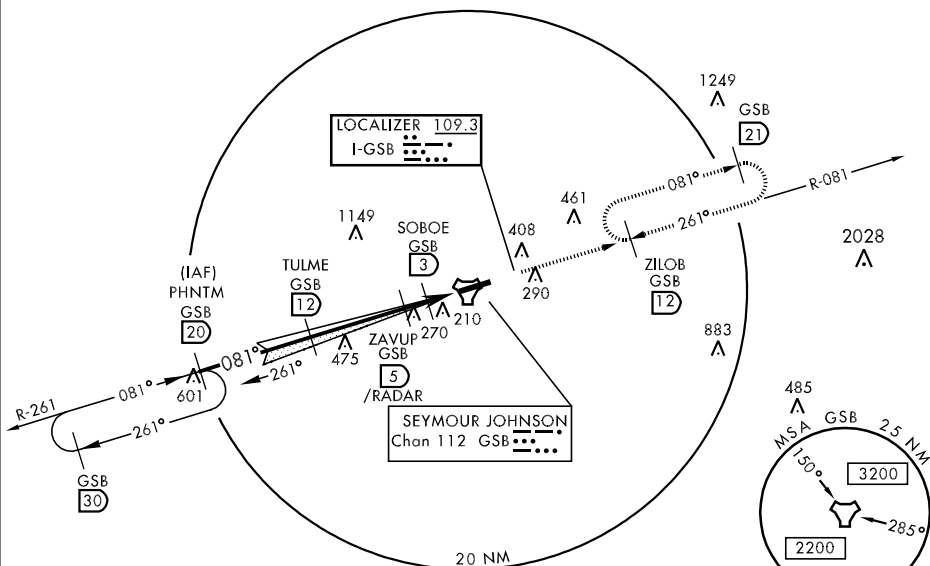 1249
GSB
21
LOCALIZER 109.3
I-GSB
R-081
081°
261°
461
1149
408
SOBOE
GSB
3
2028
(IAF)
PHNTM
GSB
20
TULME
GSB
12
ZILOB
GSB
12
290
210
270
883
081°
475
ZAVUP
GSB
5
/RADAR
261°
601
081°
R-261
261°
485
SEYMOUR JOHNSON
Chan 112 GSB
MSA GSB 25 NM
150°
3200
GSB
30
285°
2200
20 NM